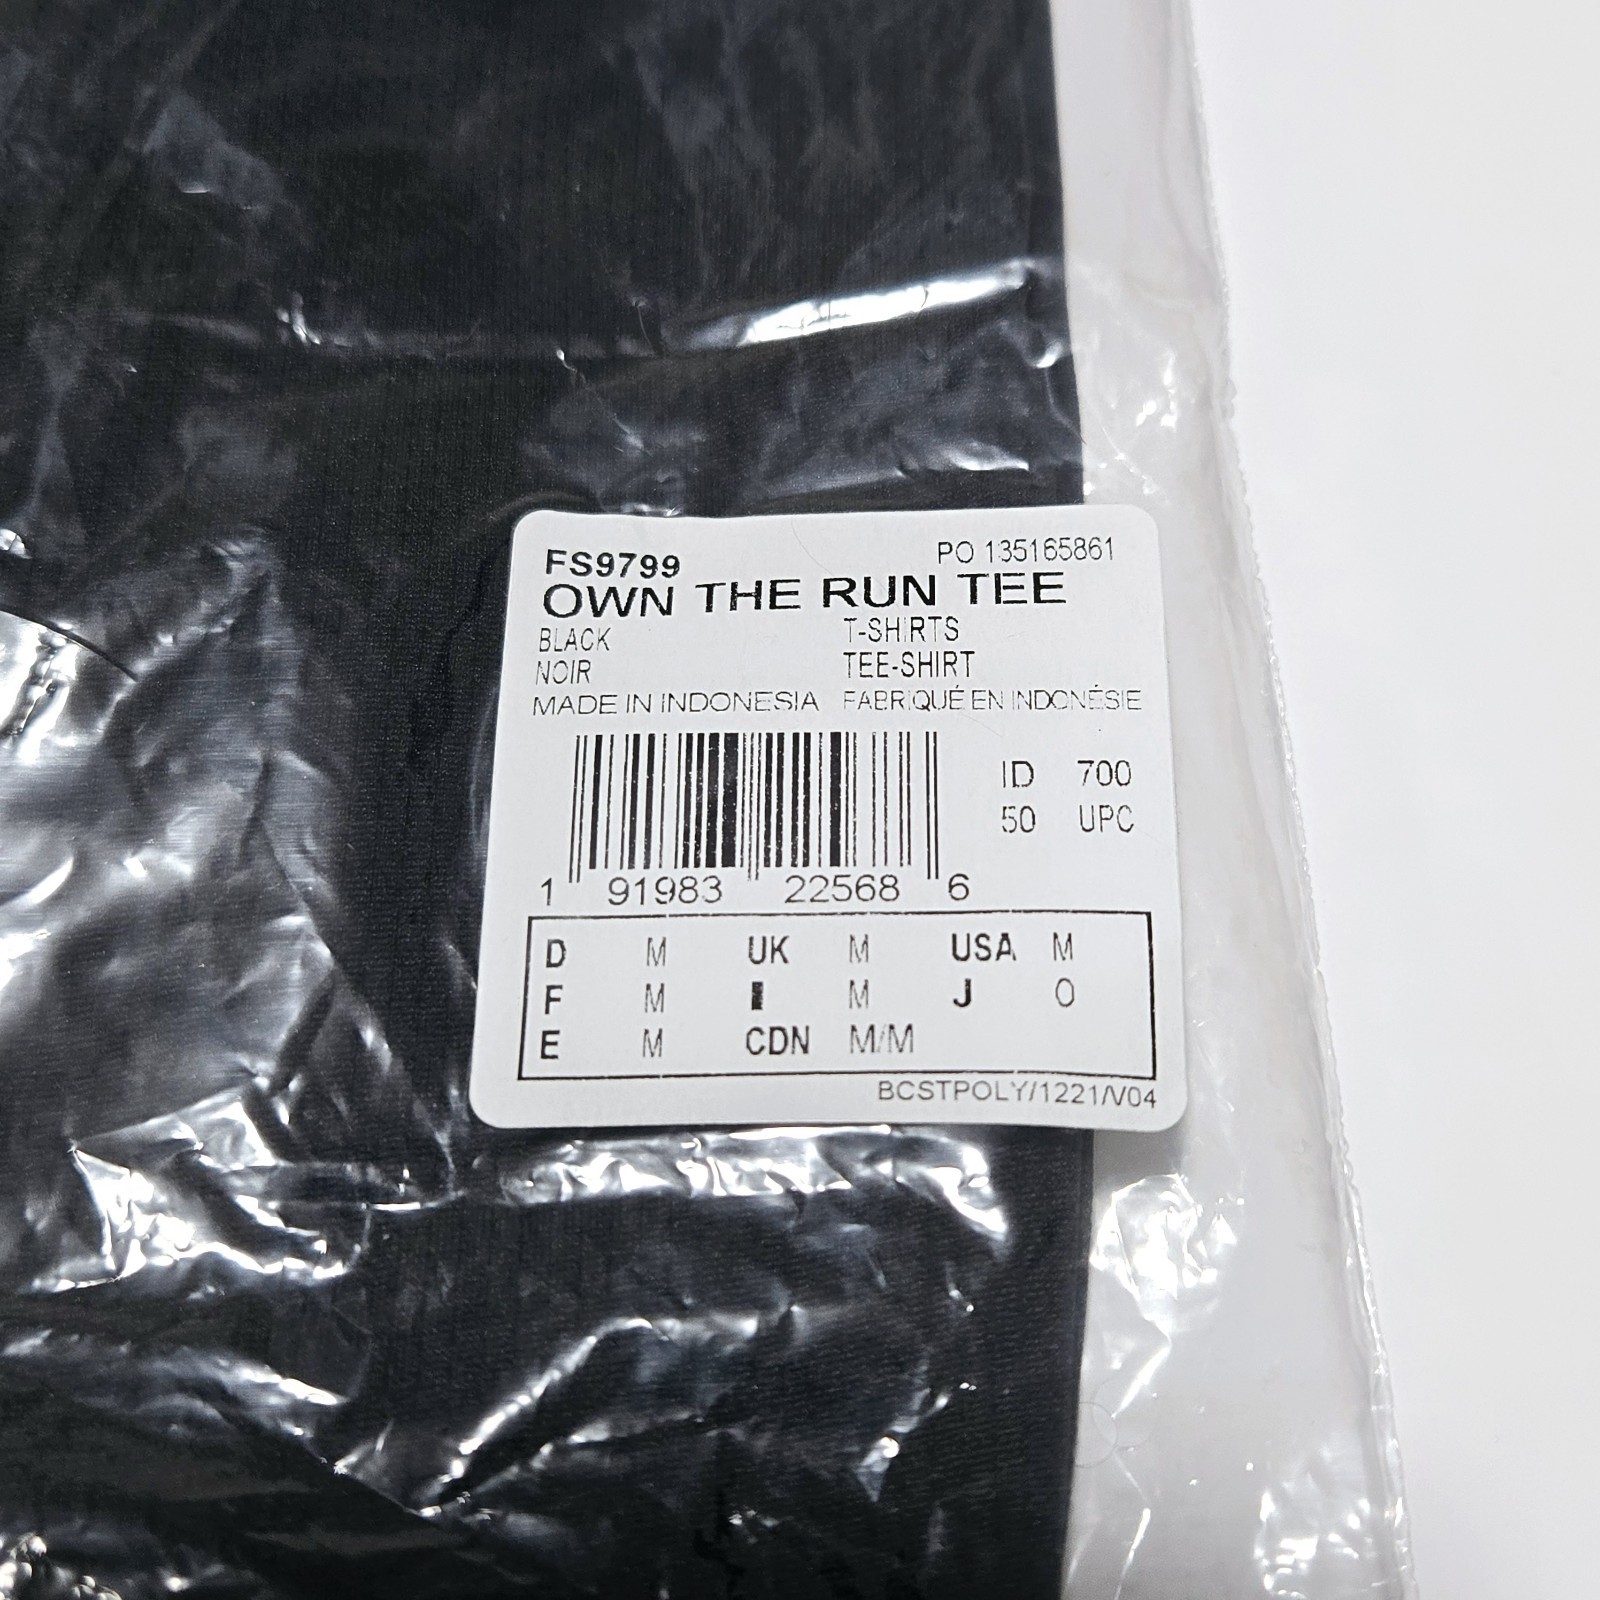 FS9799 PO 135165861
OWN THE RUN TEE
BLACK T-SHIRTS
NOIR TEE-SHIRT
MADE IN INDONESIA FABRIQUÉ EN INDONÉSIE
ID 700
50 UPC
1 91983 22568 6
D M UK M USA M
F M I M J O
E M CDN M/M
BCSTPOLY/1221/V04